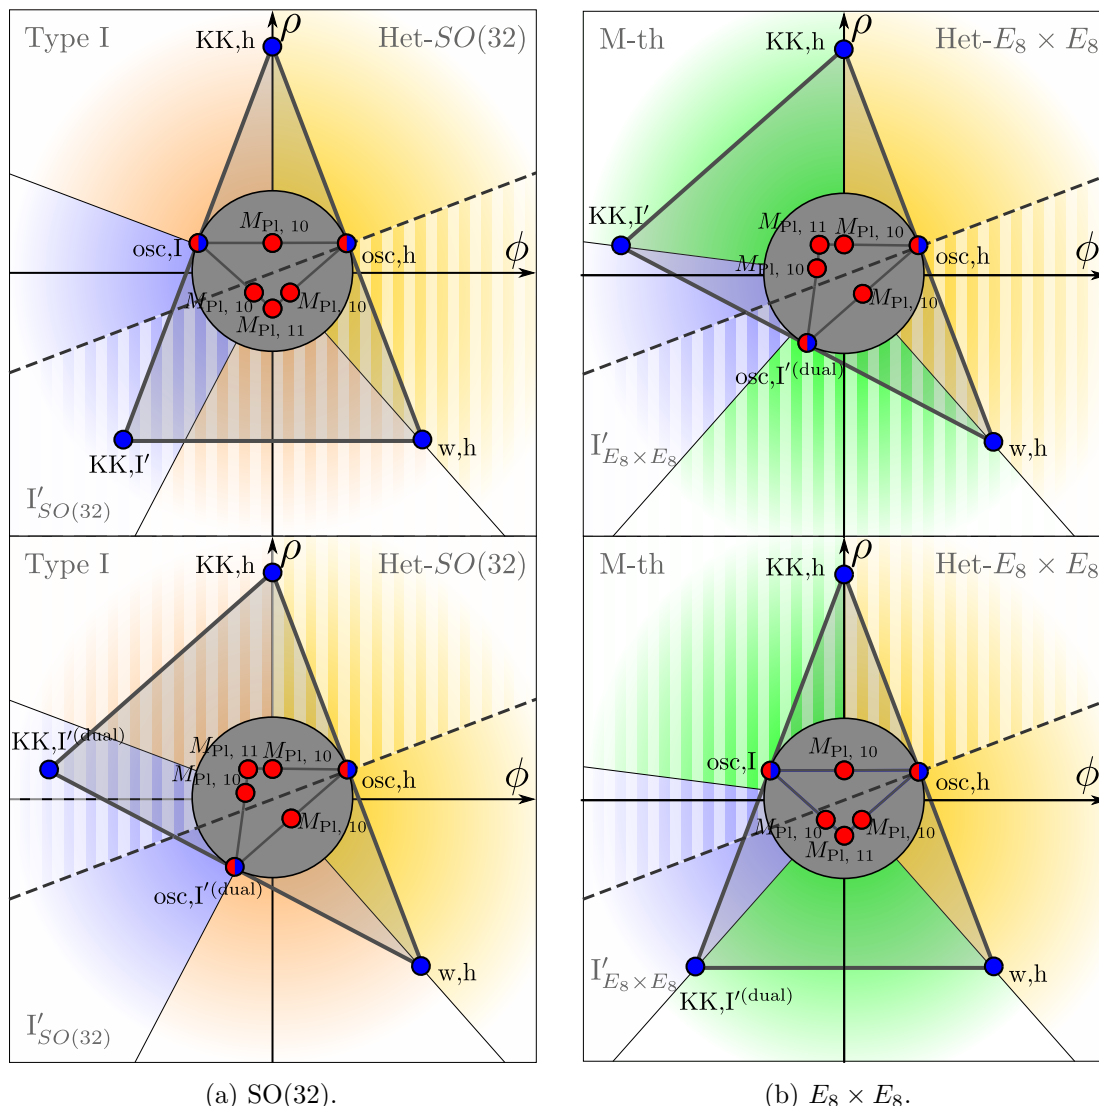 Type I
KK,h
ρ
Het-SO(32)
M_Pl, 10
osc,I
osc,h
ϕ
M_Pl, 10
M_Pl, 10
M_Pl, 11
KK,I′
w,h
I′_SO(32)
M-th
KK,h
ρ
Het-E_8 × E_8
KK,I′
M_Pl, 11
M_Pl, 10
osc,h
ϕ
M_Pl, 10
M_Pl, 10
osc,I′^(dual)
I′_{E_8×E_8}
w,h
Type I
KK,h
ρ
Het-SO(32)
KK,I′^(dual)
M_Pl, 11
M_Pl, 10
M_Pl, 10
osc,h
ϕ
M_Pl, 10
osc,I′^(dual)
w,h
I′_SO(32)
M-th
KK,h
ρ
Het-E_8 × E_8
M_Pl, 10
osc,I
osc,h
ϕ
M_Pl, 10
M_Pl, 10
M_Pl, 11
I′_{E_8×E_8}
KK,I′^(dual)
w,h
(a) SO(32).
(b) E_8 × E_8.